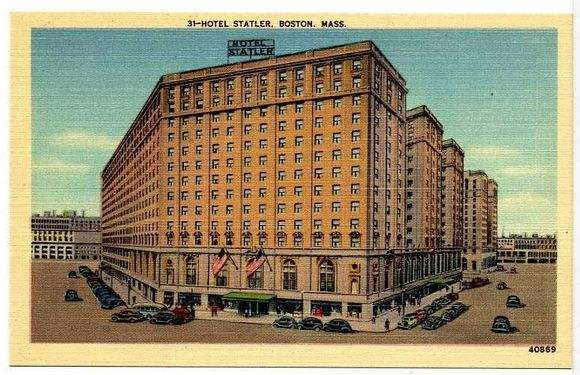 31—HOTEL STATLER, BOSTON, MASS.
HOTEL
STATLER
40869